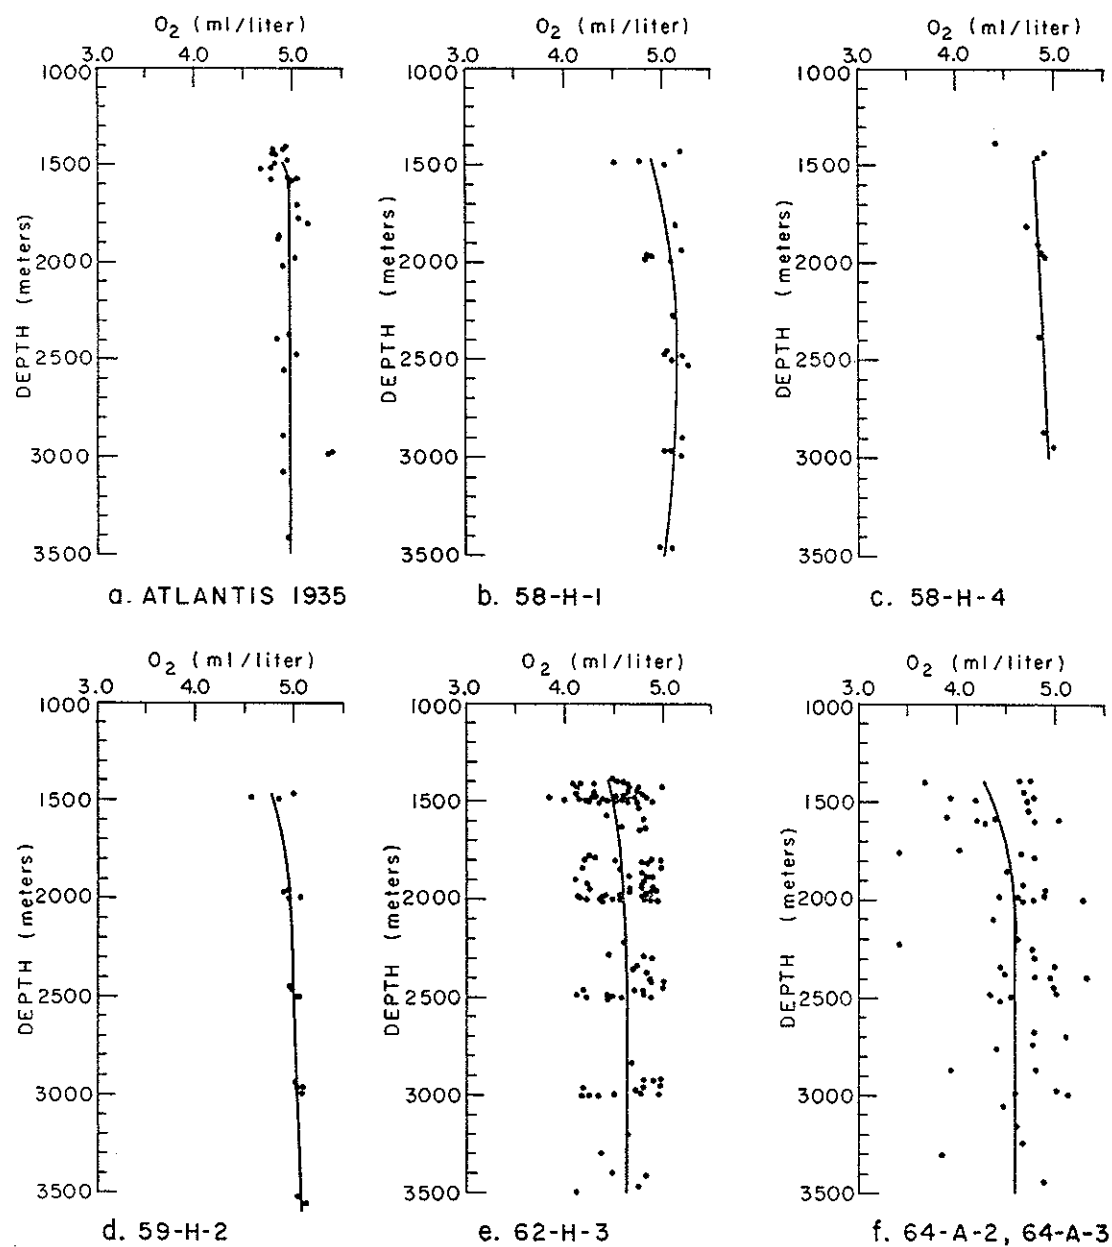 O2 (ml/liter) O2 (ml/liter) O2 (ml/liter)
3.0 4.0 5.0 3.0 4.0 5.0 3.0 4.0 5.0
1000 1000 1000
1500 1500 1500
2000 2000 2000
2500 2500 2500
3000 3000 3000
3500 3500 3500
DEPTH (meters) DEPTH (meters) DEPTH (meters)
a. ATLANTIS 1935 b. 58-H-1 c. 58-H-4
O2 (ml/liter) O2 (ml/liter) O2 (ml/liter)
3.0 4.0 5.0 3.0 4.0 5.0 3.0 4.0 5.0
1000 1000 1000
1500 1500 1500
2000 2000 2000
2500 2500 2500
3000 3000 3000
3500 3500 3500
DEPTH (meters) DEPTH (meters) DEPTH (meters)
d. 59-H-2 e. 62-H-3 f. 64-A-2, 64-A-3